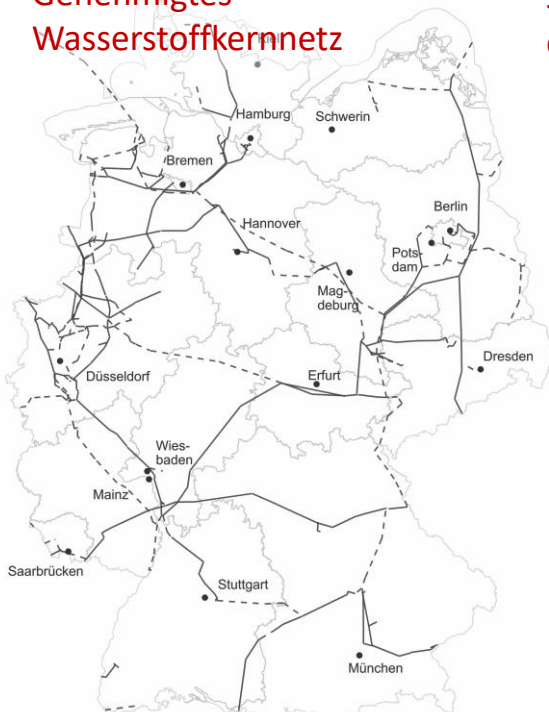 Genehmigtes
Wasserstoffkernnetz
Kiel
Hamburg
Schwerin
Bremen
Berlin
Hannover
Pots-
dam
Mag-
deburg
Dresden
Erfurt
Düsseldorf
Wies-
baden
Mainz
Saarbrücken
Stuttgart
München